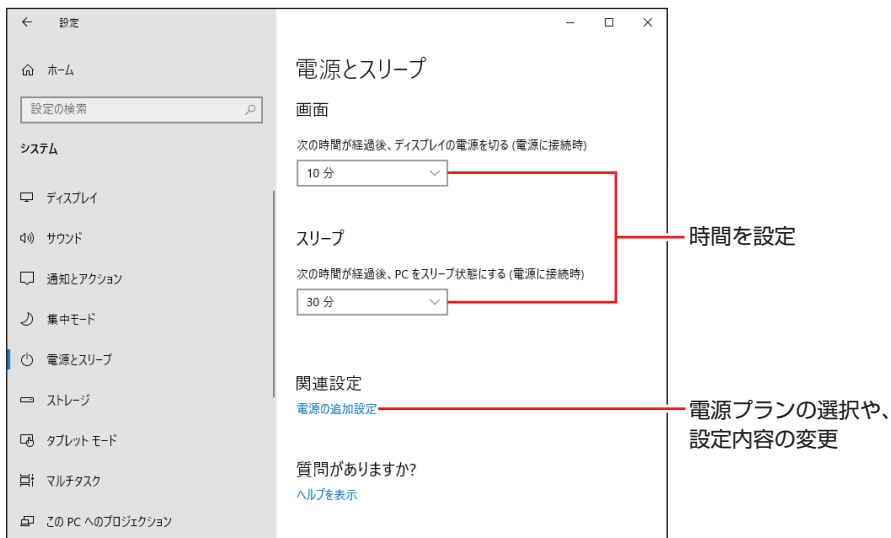 設定
ホーム
設定の検索
システム
ディスプレイ
サウンド
通知とアクション
集中モード
電源とスリープ
ストレージ
タブレット モード
マルチタスク
この PC へのプロジェクション
電源とスリープ
画面
次の時間が経過後、ディスプレイの電源を切る (電源に接続時)
10 分
スリープ
次の時間が経過後、PC をスリープ状態にする (電源に接続時)
30 分
関連設定
電源の追加設定
質問がありますか?
ヘルプを表示
時間を設定
電源プランの選択や、
設定内容の変更